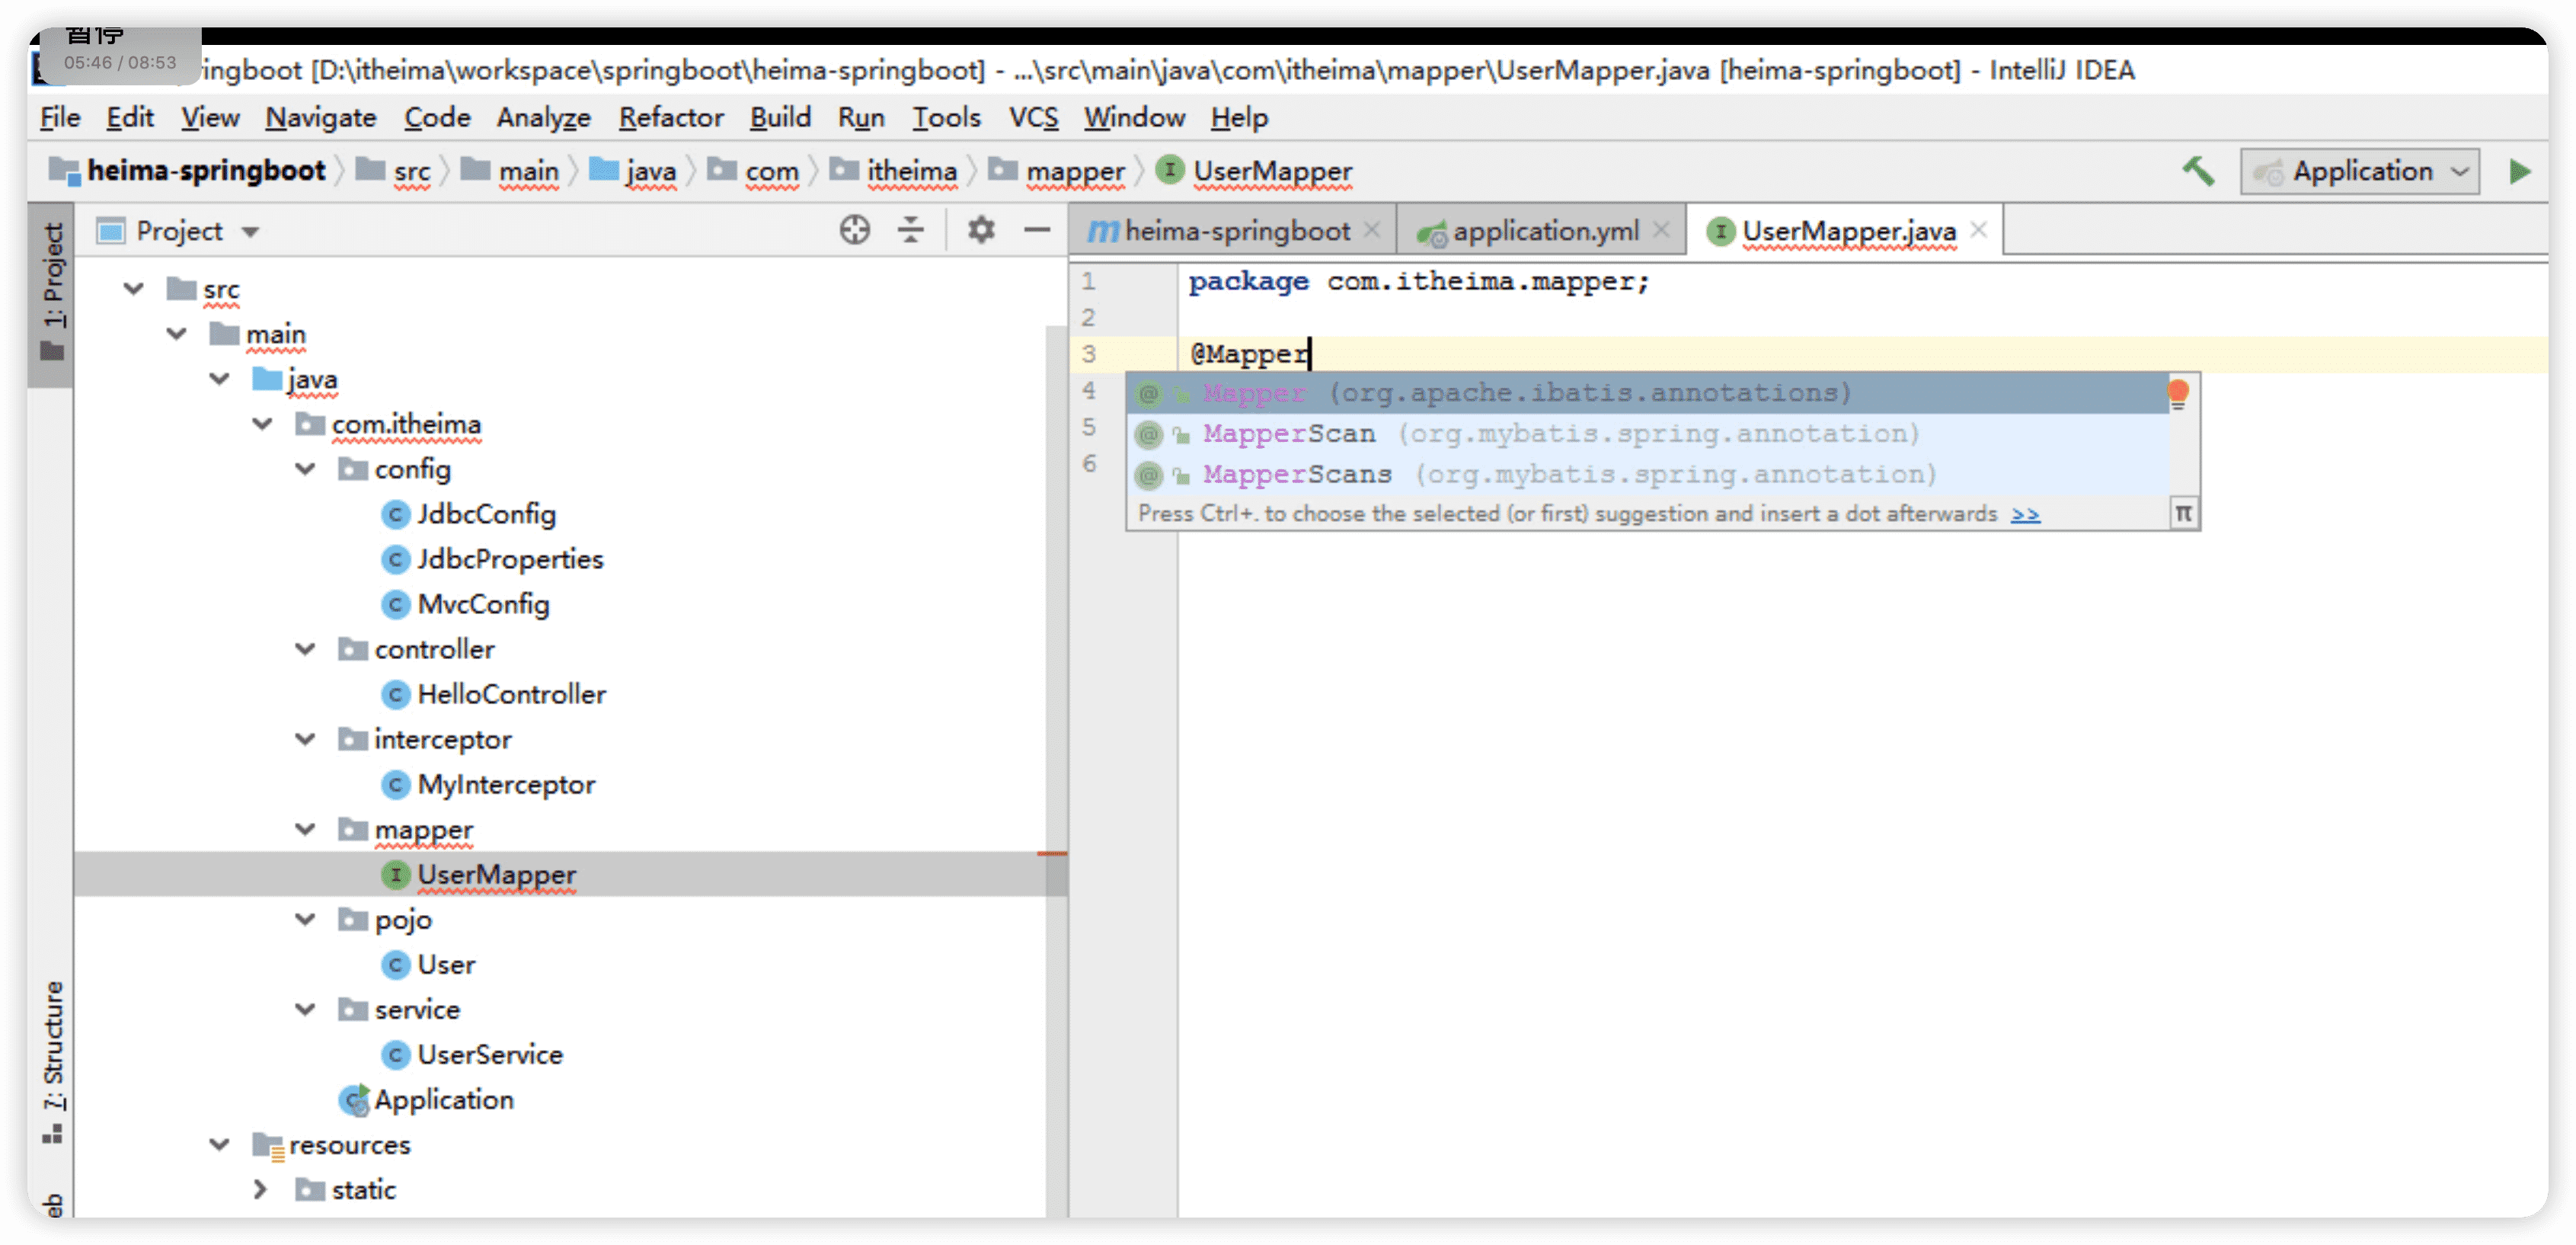 暂停
05:46 / 08:53
ingboot [D:\itheima\workspace\springboot\heima-springboot] - ...\src\main\java\com\itheima\mapper\UserMapper.java [heima-springboot] - IntelliJ IDEA
File Edit View Navigate Code Analyze Refactor Build Run Tools VCS Window Help
heima-springboot src main java com itheima mapper UserMapper Application
1: Project
Project
heima-springboot application.yml UserMapper.java
src
main
java
com.itheima
config
JdbcConfig
JdbcProperties
MvcConfig
controller
HelloController
interceptor
MyInterceptor
mapper
UserMapper
pojo
User
service
UserService
Application
resources
static
7: Structure
eb
1 package com.itheima.mapper;
2
3 @Mapper
4
5
6
Mapper (org.apache.ibatis.annotations)
MapperScan (org.mybatis.spring.annotation)
MapperScans (org.mybatis.spring.annotation)
Press Ctrl+. to choose the selected (or first) suggestion and insert a dot afterwards >>
π